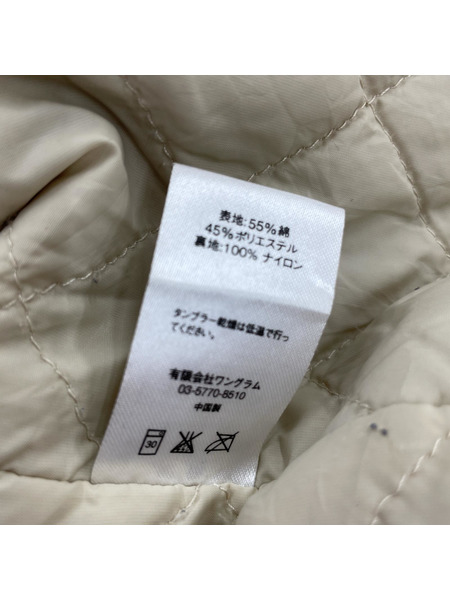 表地:55%綿
45%ポリエステル
裏地:100%ナイロン
タンブラー乾燥は低温で行っ
てください。
有限会社ワングラム
03-5770-8510
中国製
30